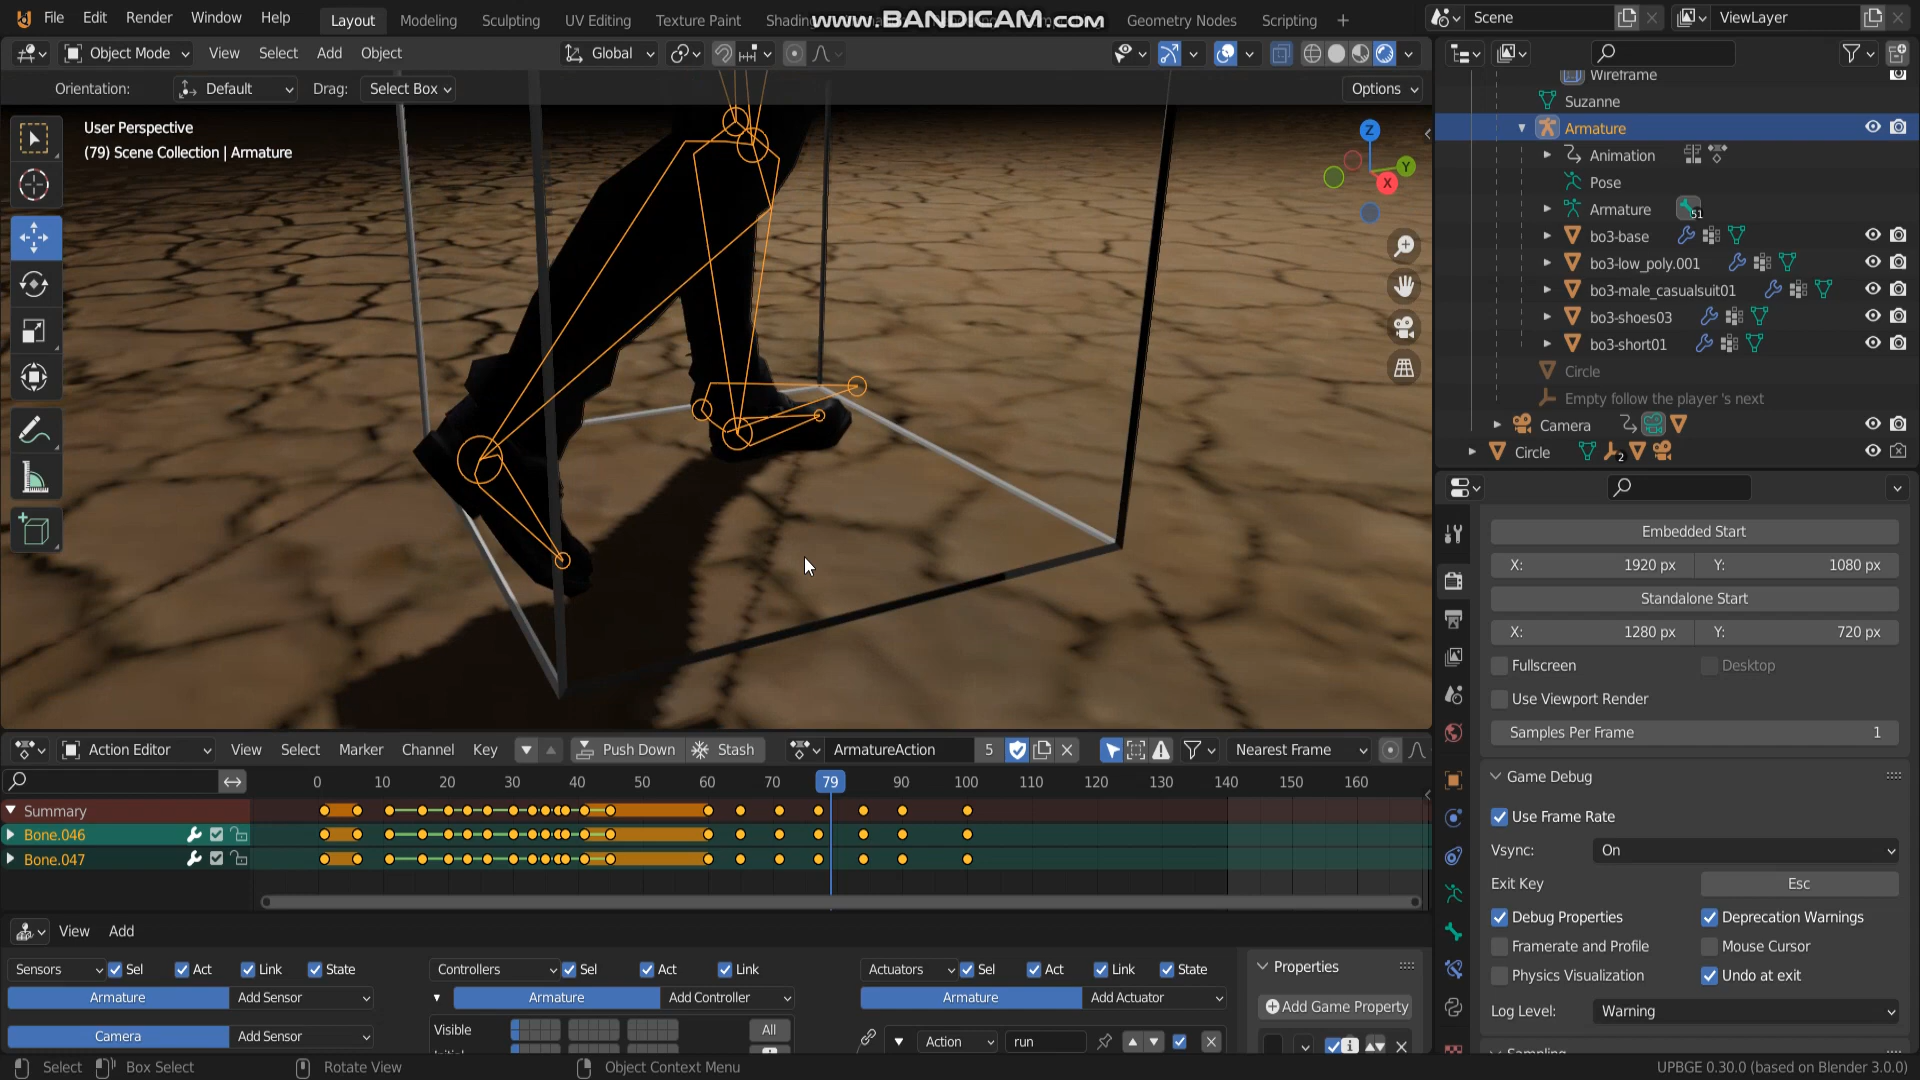 File Edit Render Window Help Layout Modeling Sculpting UV Editing Texture Paint Shading www.BANDICAM.com Geometry Nodes Scripting + Scene ViewLayer
Object Mode View Select Add Object Global
Orientation: Default Drag: Select Box Options
User Perspective
(79) Scene Collection | Armature
Z
Y
X
Wireframe
Suzanne
Armature
Animation
Pose
Armature 51
bo3-base
bo3-low_poly.001
bo3-male_casualsuit01
bo3-shoes03
bo3-short01
Circle
Empty follow the player 's next
Camera
Circle 2
Embedded Start
X: 1920 px Y: 1080 px
Standalone Start
X: 1280 px Y: 720 px
Fullscreen Desktop
Use Viewport Render
Samples Per Frame 1
Game Debug
Use Frame Rate
Vsync: On
Exit Key Esc
Debug Properties Deprecation Warnings
Framerate and Profile Mouse Cursor
Physics Visualization Undo at exit
Log Level: Warning
Sampling
Action Editor View Select Marker Channel Key Push Down Stash ArmatureAction 5 Nearest Frame
0 10 20 30 40 50 60 70 79 90 100 110 120 130 140 150 160
Summary
Bone.046
Bone.047
View Add
Sensors Sel Act Link State Controllers Sel Act Link Actuators Sel Act Link State Properties
Armature Add Sensor Armature Add Controller Armature Add Actuator Add Game Property
Camera Add Sensor Visible All Action run
Initial
Select Box Select Rotate View Object Context Menu UPBGE 0.30.0 (based on Blender 3.0.0)